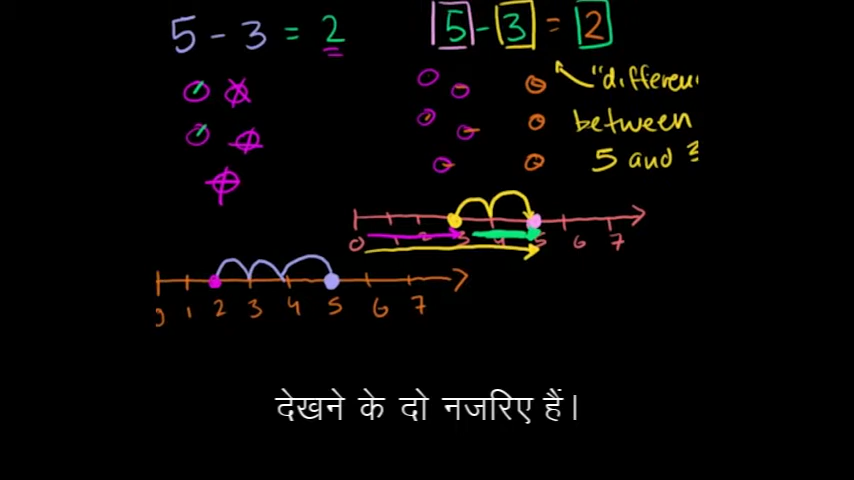 5 - 3 = 2
5 - 3 = 2
"differen
between
5 and 3
0 1 2 3 4 5 6 7
0 1 2 3 4 5 6 7
देखने के दो नजरिए हैं।